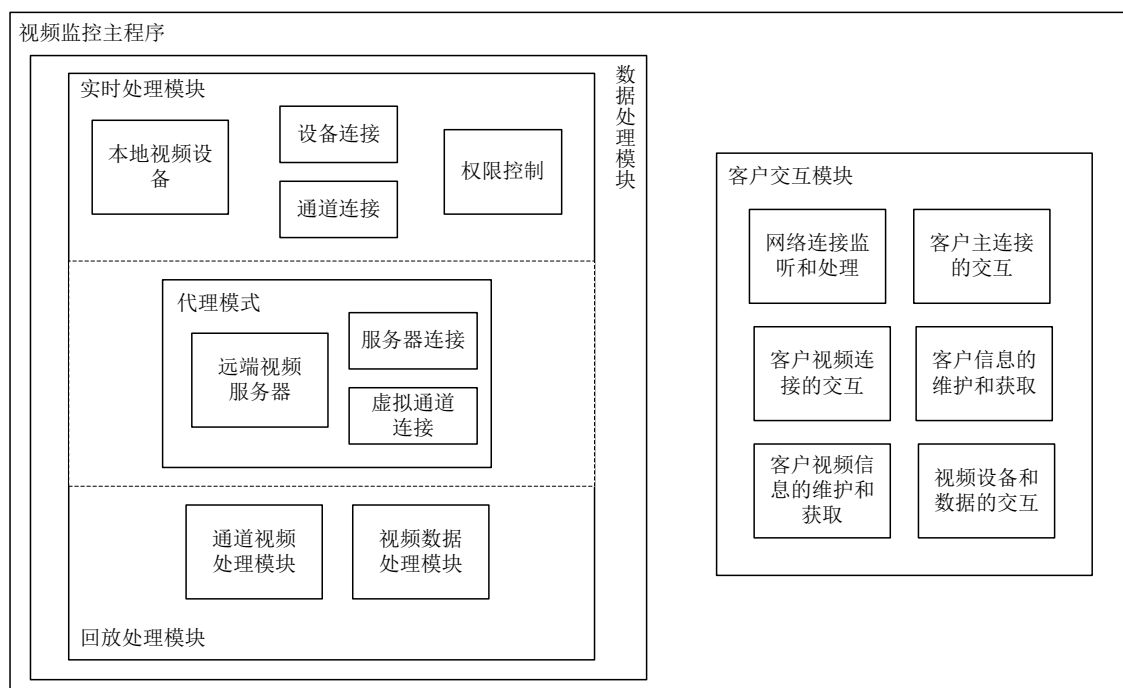 视频监控主程序
数据处理模块
实时处理模块
本地视频设
备
设备连接
通道连接
权限控制
代理模式
远端视频
服务器
服务器连接
虚拟通道
连接
通道视频
处理模块
视频数据
处理模块
回放处理模块
客户交互模块
网络连接监
听和处理
客户主连接
的交互
客户视频连
接的交互
客户信息的
维护和获取
客户视频信
息的维护和
获取
视频设备和
数据的交互